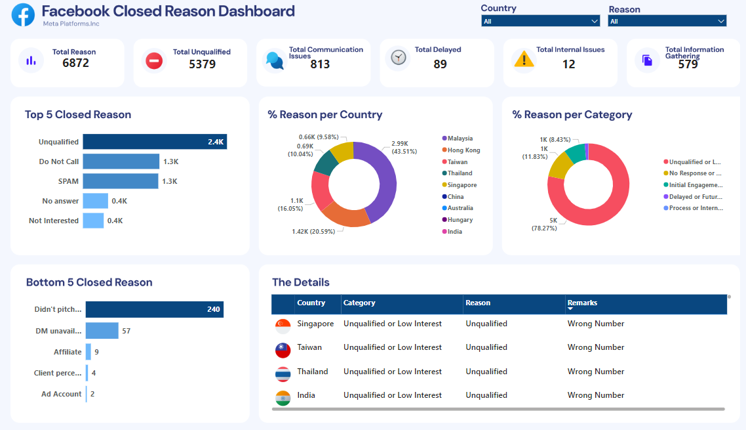 Facebook Closed Reason Dashboard
Meta Platforms.Inc
Country
All
Reason
All
Total Reason
6872
Total Unqualified
5379
Total Communication
Issues
813
Total Delayed
89
Total Internal Issues
12
Total Information
Gathering
579
Top 5 Closed Reason
Unqualified 2.4K
Do Not Call 1.3K
SPAM 1.3K
No answer 0.4K
Not Interested 0.4K
% Reason per Country
0.66K (9.58%)
0.69K
(10.04%)
1.1K
(16.05%)
1.42K (20.59%)
2.99K
(43.51%)
Malaysia
Hong Kong
Taiwan
Thailand
Singapore
China
Australia
Hungary
India
% Reason per Category
1K (8.43%)
1K
(11.83%)
5K
(78.27%)
Unqualified or L...
No Response or ...
Initial Engageme...
Delayed or Futur...
Process or Intern...
Bottom 5 Closed Reason
Didn't pitch... 240
DM unavail... 57
Affiliate 9
Client perce... 4
Ad Account 2
The Details
Country Category Reason Remarks
Singapore Unqualified or Low Interest Unqualified Wrong Number
Taiwan Unqualified or Low Interest Unqualified Wrong Number
Thailand Unqualified or Low Interest Unqualified Wrong Number
India Unqualified or Low Interest Unqualified Wrong Number